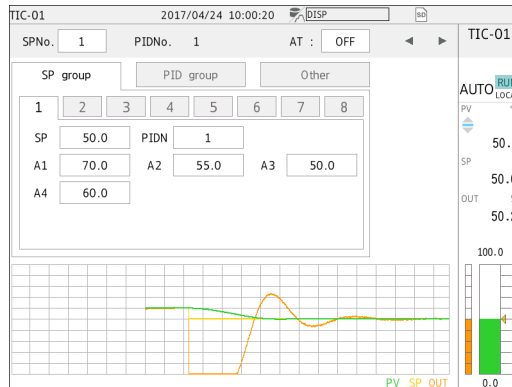 TIC-01 2017/04/24 10:00:20 DISP SD
SPNo. 1 PIDNo. 1 AT : OFF ◄ ► TIC-01
SP group PID group Other
AUTO
1 2 3 4 5 6 7 8
PV
SP 50.0 PIDN 1
50.
A1 70.0 A2 55.0 A3 50.0
SP
50.
A4 60.0
OUT
50.
100.0
PV SP OUT
0.0